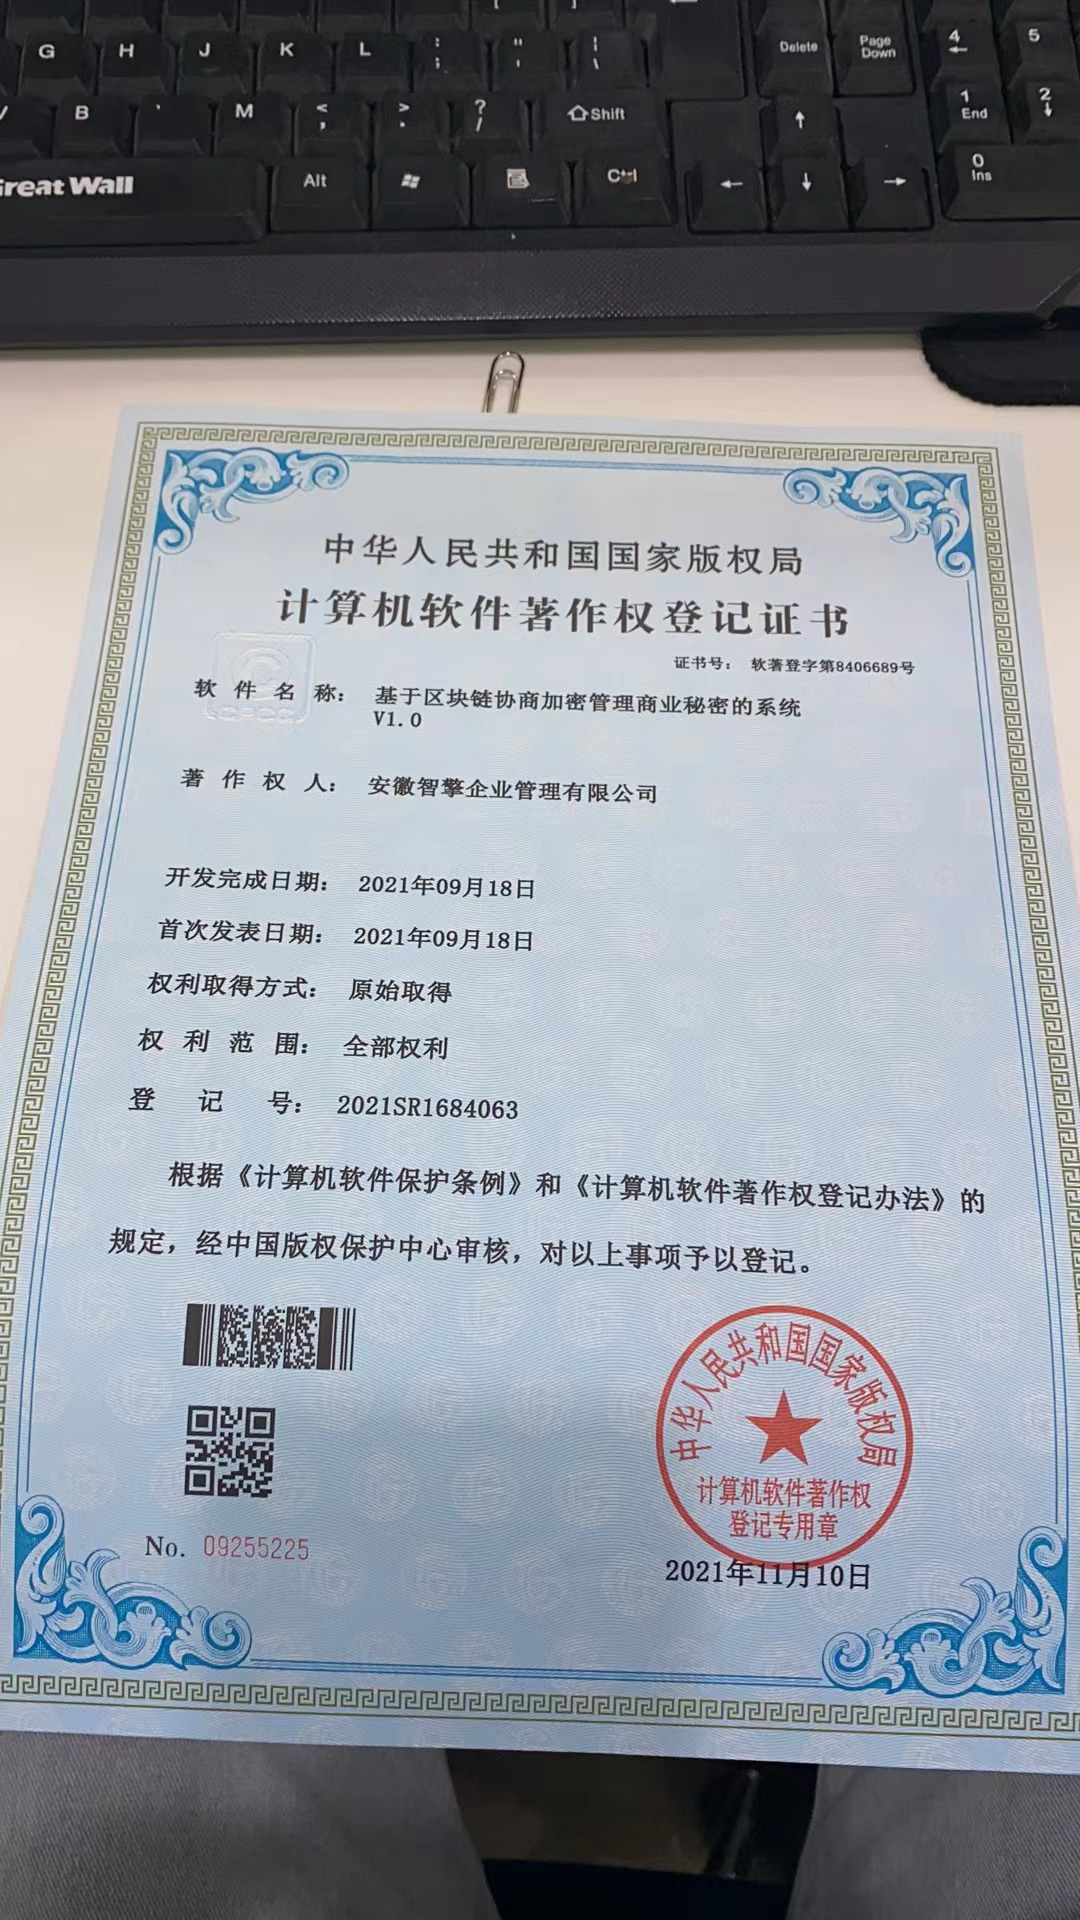 G H J K L : ; " ' | \ Delete Page Down 4 5
V B M < , > . ? / Shift 1 End 2
Great Wall Alt Ctrl 0 Ins
中华人民共和国国家版权局
计算机软件著作权登记证书
证书号： 软著登字第8406689号
CPCC
软件名称： 基于区块链协商加密管理商业秘密的系统
V1.0
著作权人： 安徽智擎企业管理有限公司
开发完成日期： 2021年09月18日
首次发表日期： 2021年09月18日
权利取得方式： 原始取得
权利范围： 全部权利
登记号： 2021SR1684063
根据《计算机软件保护条例》和《计算机软件著作权登记办法》的
规定，经中国版权保护中心审核，对以上事项予以登记。
中华人民共和国国家版权局
计算机软件著作权
登记专用章
No. 09255225
2021年11月10日